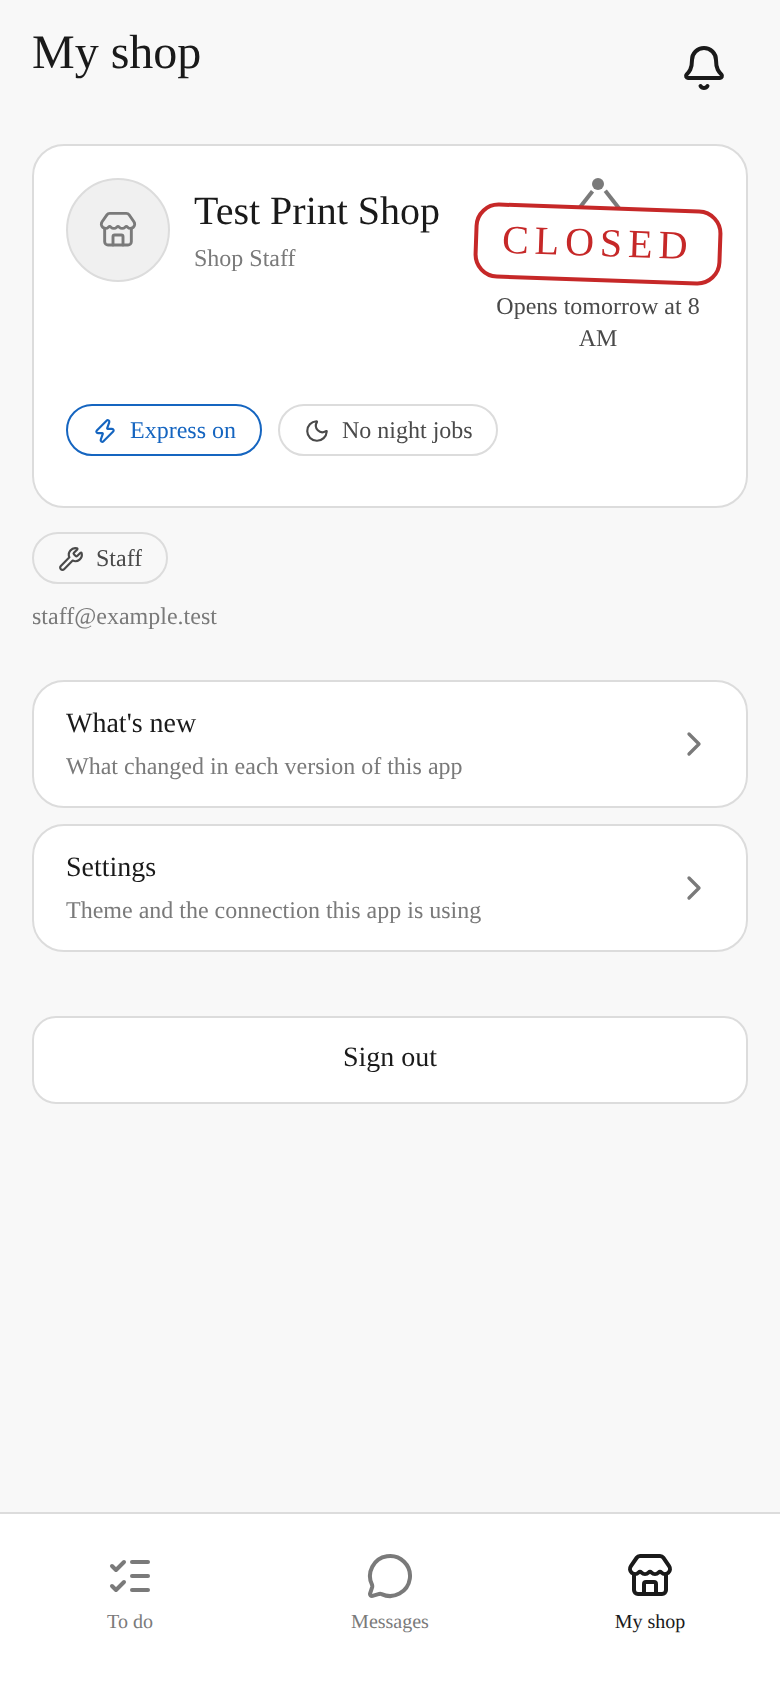 My shop
Test Print Shop
Shop Staff
CLOSED
Opens tomorrow at 8
AM
Express on
No night jobs
Staff
staff@example.test
What's new
What changed in each version of this app
Settings
Theme and the connection this app is using
Sign out
To do
Messages
My shop